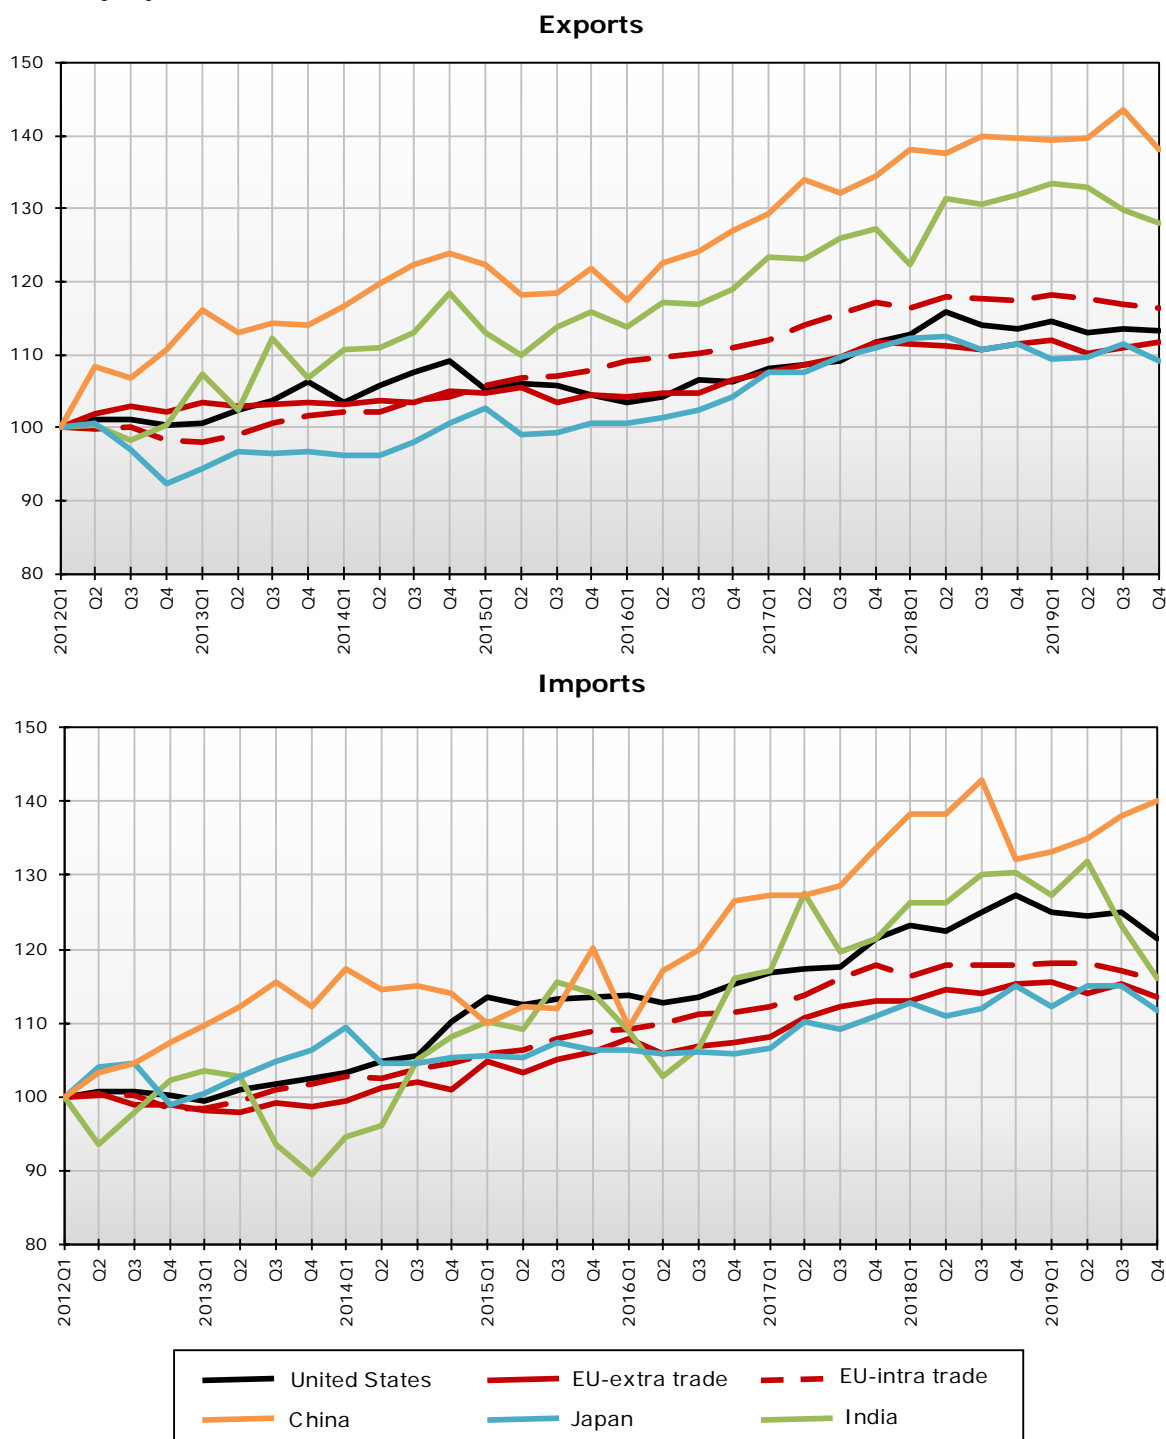 Exports
150
140
130
120
110
100
90
80
2012Q1
Q2
Q3
Q4
2013Q1
Q2
Q3
Q4
2014Q1
Q2
Q3
Q4
2015Q1
Q2
Q3
Q4
2016Q1
Q2
Q3
Q4
2017Q1
Q2
Q3
Q4
2018Q1
Q2
Q3
Q4
2019Q1
Q2
Q3
Q4
Imports
150
140
130
120
110
100
90
80
2012Q1
Q2
Q3
Q4
2013Q1
Q2
Q3
Q4
2014Q1
Q2
Q3
Q4
2015Q1
Q2
Q3
Q4
2016Q1
Q2
Q3
Q4
2017Q1
Q2
Q3
Q4
2018Q1
Q2
Q3
Q4
2019Q1
Q2
Q3
Q4
United States
EU-extra trade
EU-intra trade
China
Japan
India